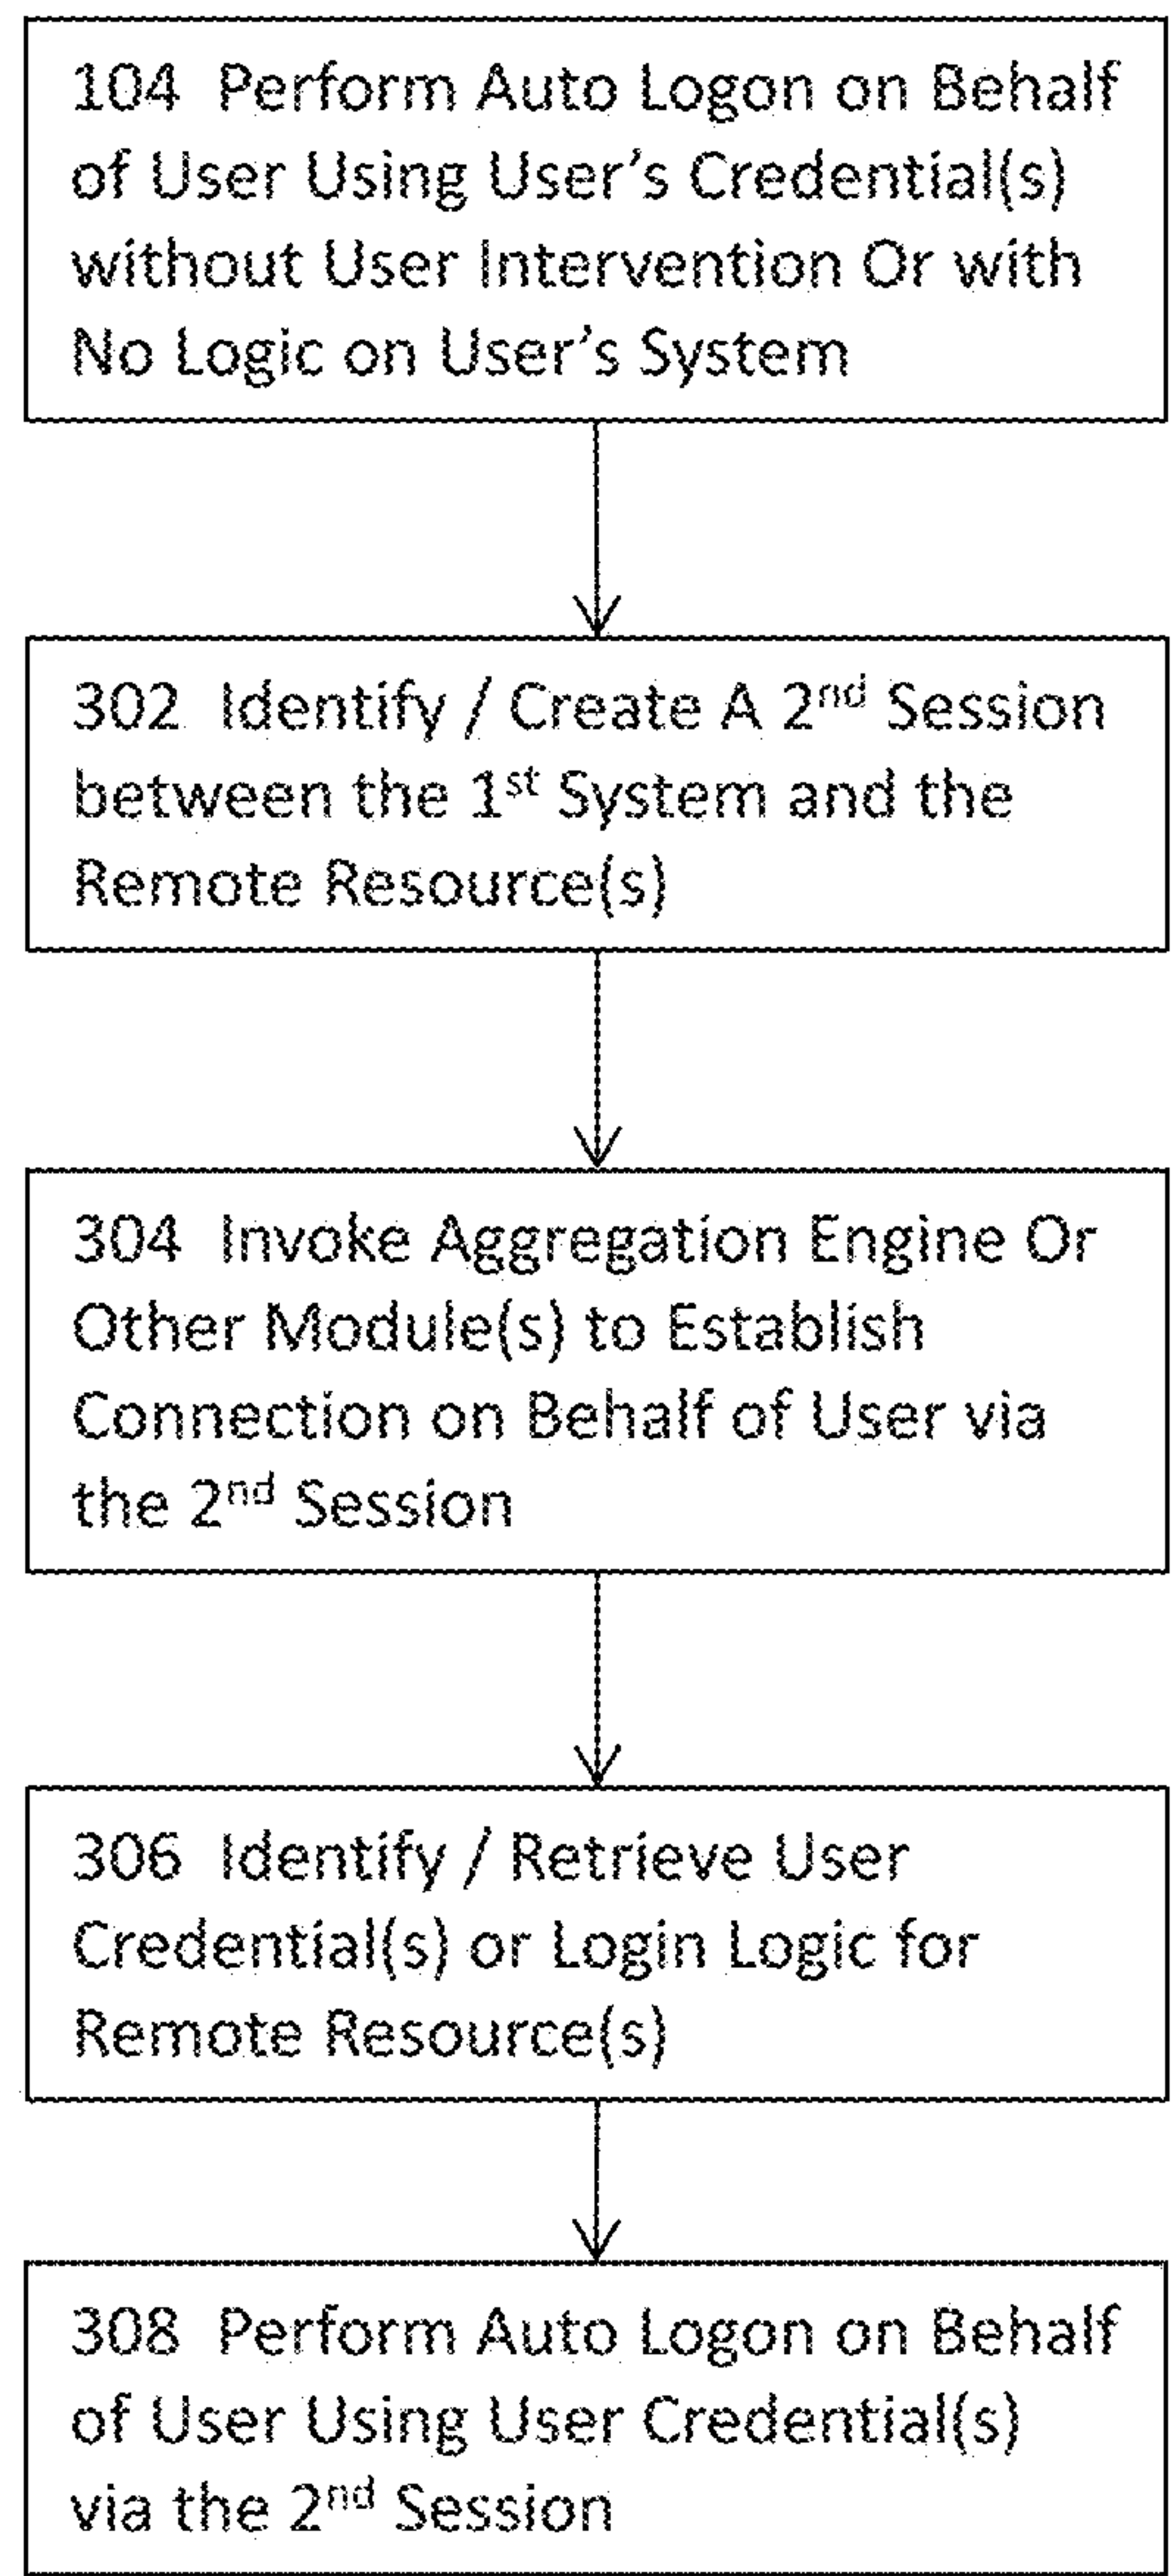 104 Perform Auto Logon on Behalf
of User Using User's Credential(s)
without User Intervention Or with
No Logic on User's System
302 Identify / Create A 2nd Session
between the 1st System and the
Remote Resource(s)
304 Invoke Aggregation Engine Or
Other Module(s) to Establish
Connection on Behalf of User via
the 2nd Session
306 Identify / Retrieve User
Credential(s) or Login Logic for
Remote Resource(s)
308 Perform Auto Logon on Behalf
of User Using User Credential(s)
via the 2nd Session